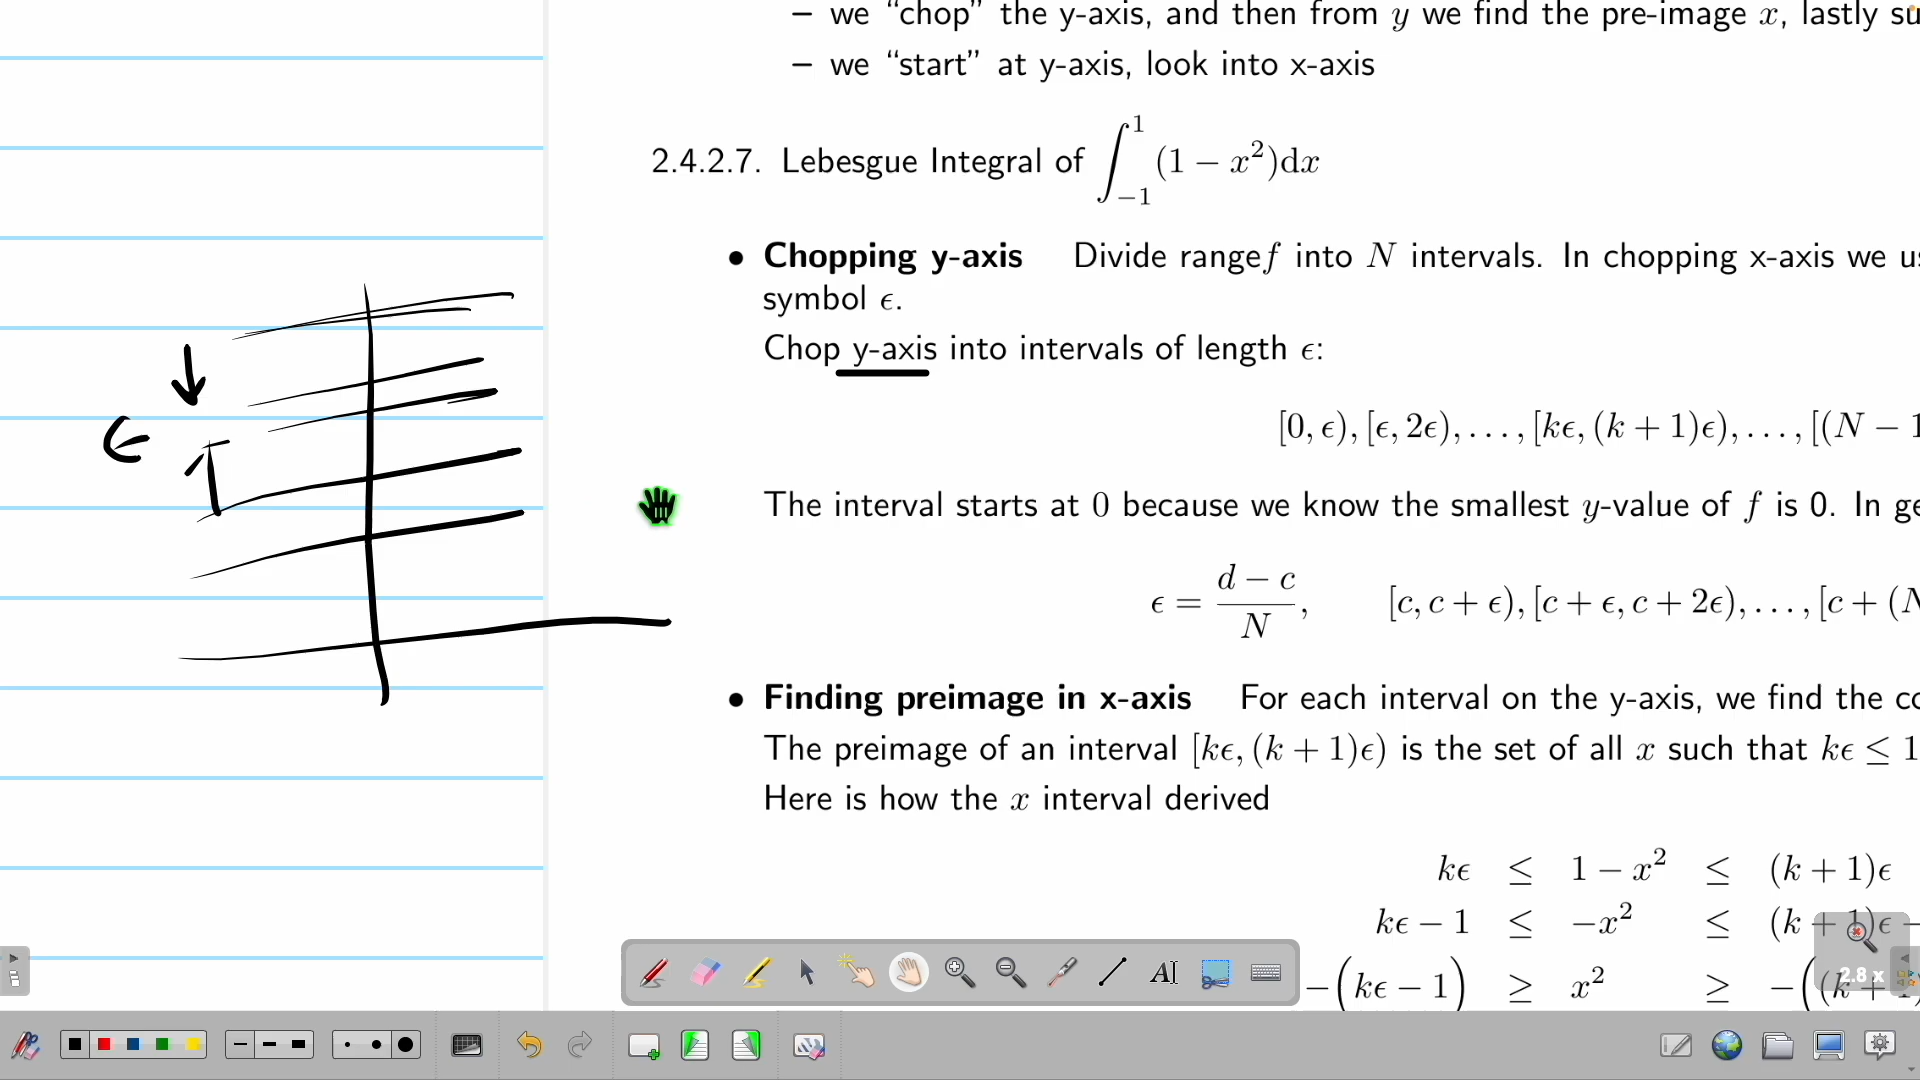 – we “chop” the y-axis, and then from y we find the pre-image x, lastly su
– we “start” at y-axis, look into x-axis
2.4.2.7. Lebesgue Integral of ∫_{-1}^{1} (1 − x²)dx
• Chopping y-axis Divide rangef into N intervals. In chopping x-axis we us
symbol ϵ.
Chop y-axis into intervals of length ϵ:
[0, ϵ), [ϵ, 2ϵ), . . . , [kϵ, (k + 1)ϵ), . . . , [(N − 1
ϵ
The interval starts at 0 because we know the smallest y-value of f is 0. In ge
ϵ = (d − c)/N, [c, c + ϵ), [c + ϵ, c + 2ϵ), . . . , [c + (N
• Finding preimage in x-axis For each interval on the y-axis, we find the co
The preimage of an interval [kϵ, (k + 1)ϵ) is the set of all x such that kϵ ≤ 1
Here is how the x interval derived
kϵ ≤ 1 − x² ≤ (k + 1)ϵ
kϵ − 1 ≤ −x² ≤ (k + 1)ϵ −
−(kϵ − 1) ≥ x² ≥ −((k + 1)
2.8 x